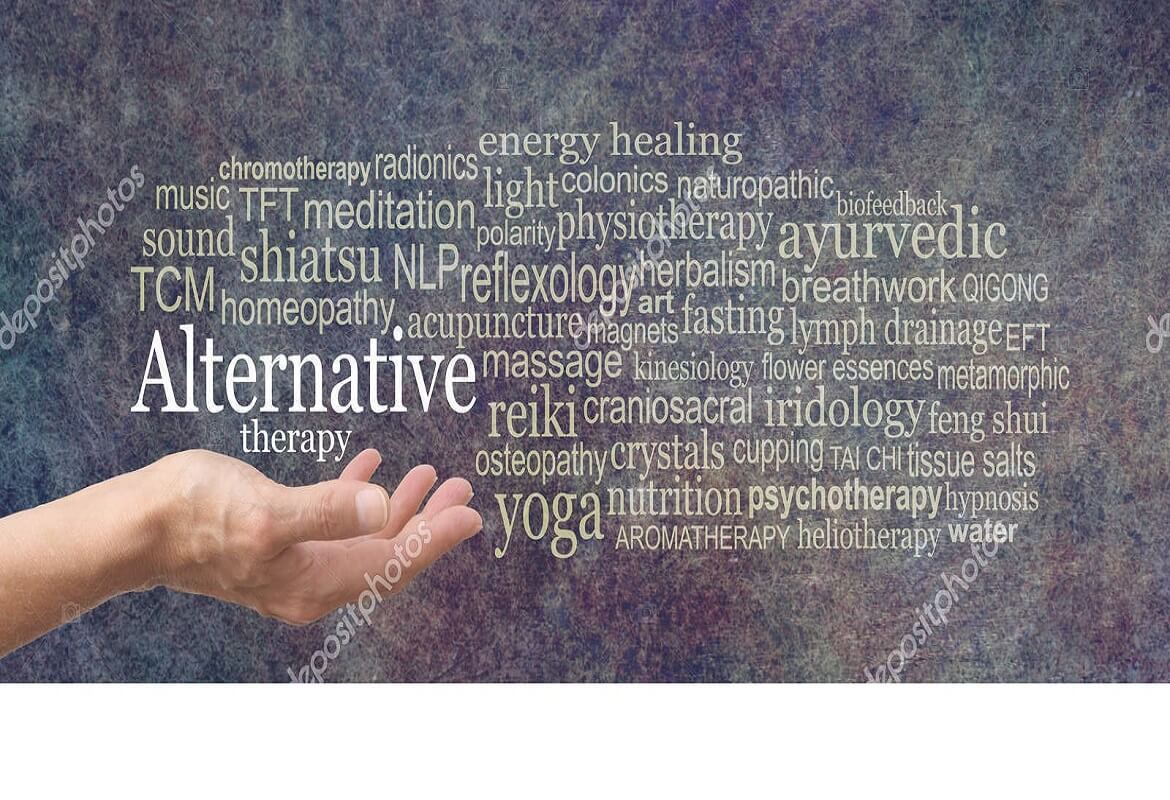 energy healing
chromotherapy radionics light colonics naturopathic
music TFT meditation polarity physiotherapy biofeedback
sound shiatsu NLP reflexology herbalism ayurvedic
TCM homeopathy art breathwork QIGONG
acupuncture magnets fasting lymph drainage EFT
Alternative massage kinesiology flower essences metamorphic
reiki craniosacral iridology feng shui
therapy osteopathy crystals cupping TAI CHI tissue salts
yoga nutrition psychotherapy hypnosis
AROMATHERAPY heliotherapy water
depositphotos
depositphotos
depositphotos
depositphotos